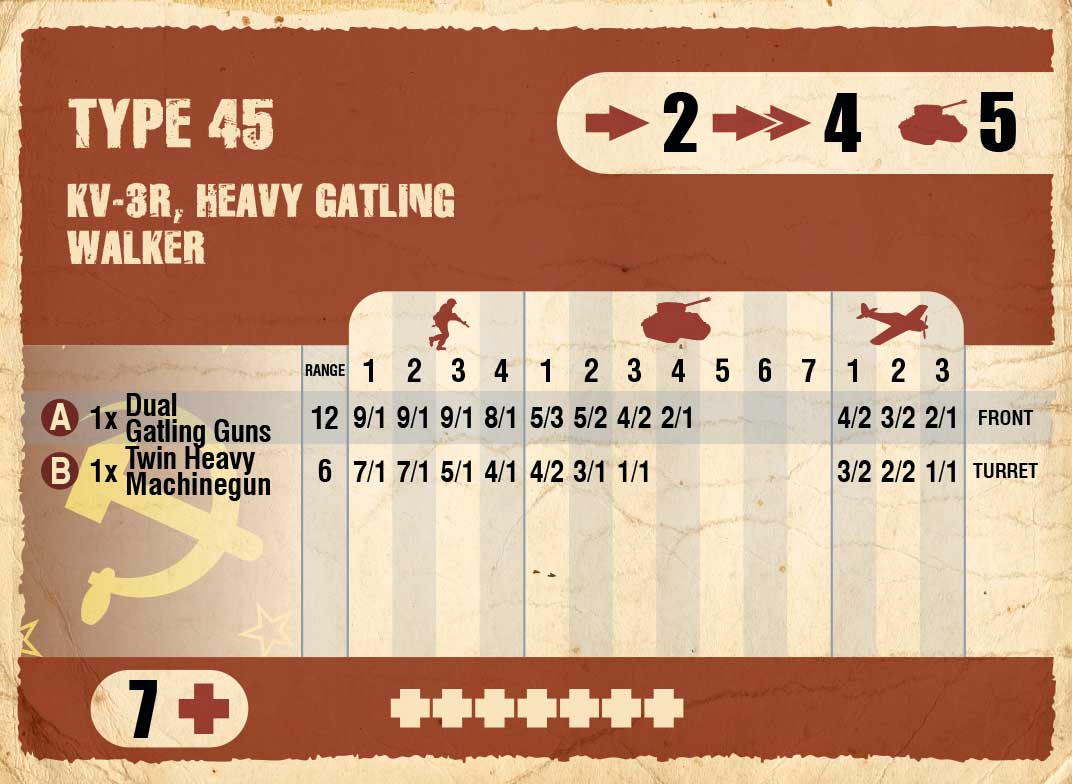 TYPE 45
2 4 5
KV-3R, HEAVY GATLING
WALKER
RANGE 1 2 3 4 1 2 3 4 5 6 7 1 2 3
A 1x Dual Gatling Guns 12 9/1 9/1 9/1 8/1 5/3 5/2 4/2 2/1 4/2 3/2 2/1 FRONT
B 1x Twin Heavy Machinegun 6 7/1 7/1 5/1 4/1 4/2 3/1 1/1 3/2 2/2 1/1 TURRET
7